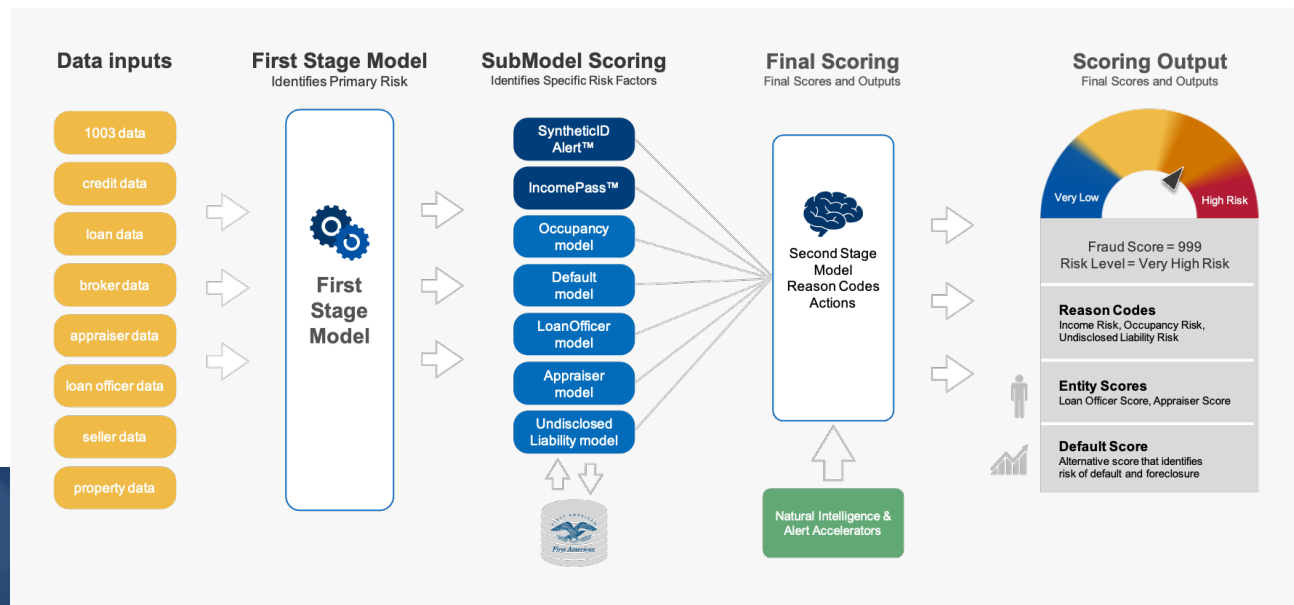 Data inputs
1003 data
credit data
loan data
broker data
appraiser data
loan officer data
seller data
property data
First Stage Model
Identifies Primary Risk
First
Stage
Model
SubModel Scoring
Identifies Specific Risk Factors
SyntheticID
Alert™
IncomePass™
Occupancy
model
Default
model
LoanOfficer
model
Appraiser
model
Undisclosed
Liability model
FIRST AMERICAN
First American
Final Scoring
Final Scores and Outputs
Second Stage
Model
Reason Codes
Actions
Natural Intelligence &
Alert Accelerators
Scoring Output
Final Scores and Outputs
Very Low
High Risk
Fraud Score = 999
Risk Level = Very High Risk
Reason Codes
Income Risk, Occupancy Risk,
Undisclosed Liability Risk
Entity Scores
Loan Officer Score, Appraiser Score
Default Score
Alternative score that identifies
risk of default and foreclosure